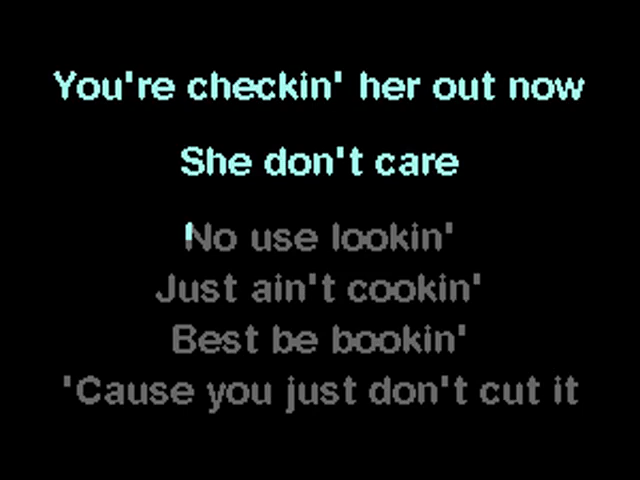 You're checkin' her out now
She don't care
No use lookin'
Just ain't cookin'
Best be bookin'
'Cause you just don't cut it